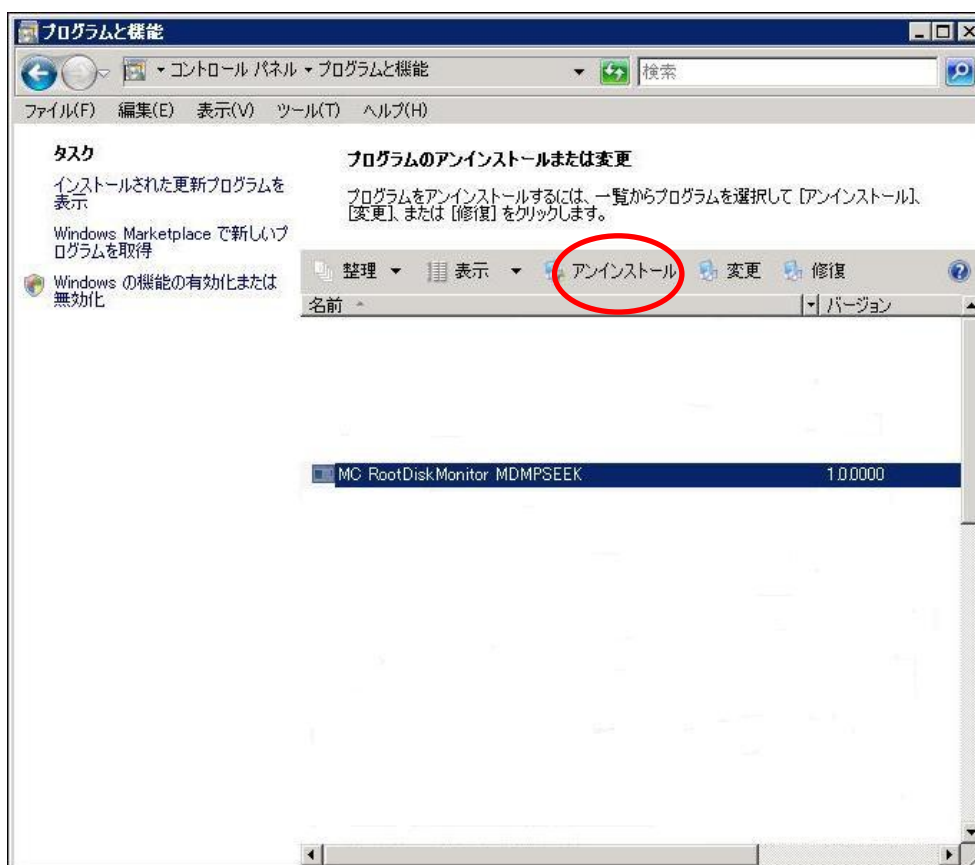 プログラムと機能
コントロール パネル プログラムと機能 検索
ファイル(F) 編集(E) 表示(V) ツール(T) ヘルプ(H)
タスク
インストールされた更新プログラムを
表示
Windows Marketplace で新しいプ
ログラムを取得
Windows の機能の有効化または
無効化
プログラムのアンインストールまたは変更
プログラムをアンインストールするには、一覧からプログラムを選択して [アンインストール]、
[変更]、または [修復] をクリックします。
整理 表示 アンインストール 変更 修復
名前 バージョン
MC RootDiskMonitor MDMPSEEK 1.0.0000